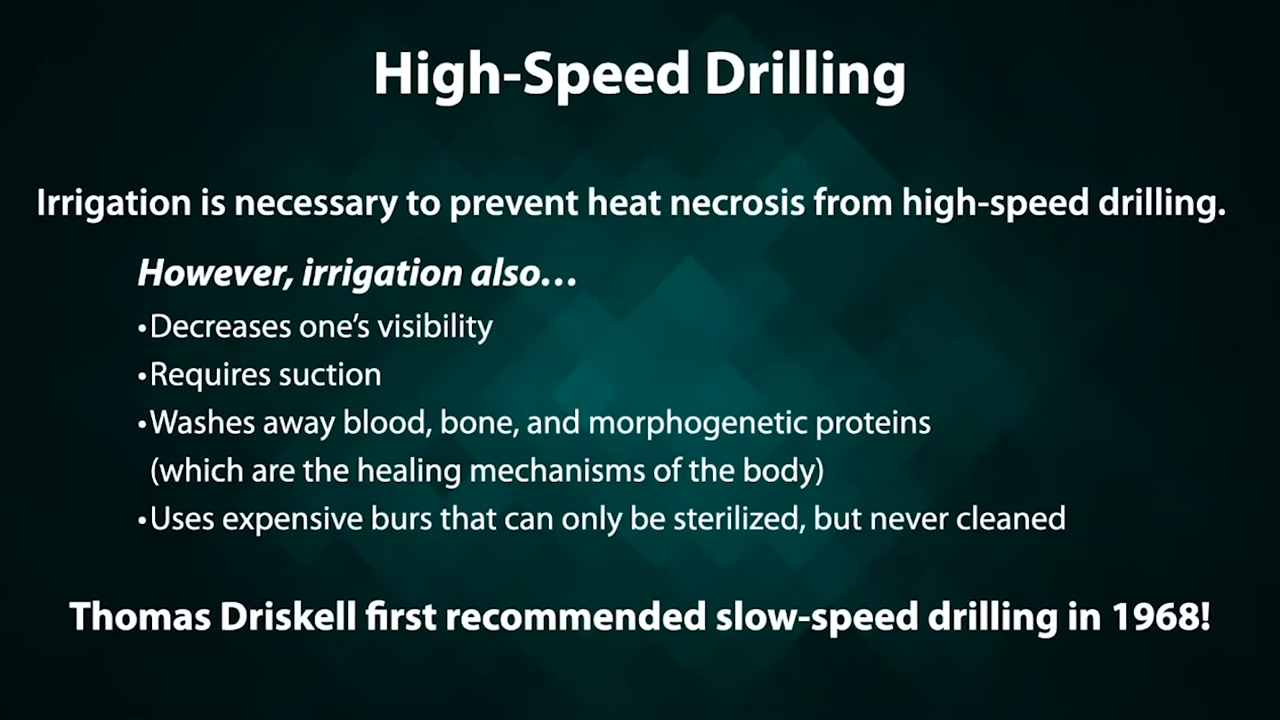 High-Speed Drilling
Irrigation is necessary to prevent heat necrosis from high-speed drilling.
However, irrigation also…
•Decreases one’s visibility
•Requires suction
•Washes away blood, bone, and morphogenetic proteins
(which are the healing mechanisms of the body)
•Uses expensive burs that can only be sterilized, but never cleaned
Thomas Driskell first recommended slow-speed drilling in 1968!